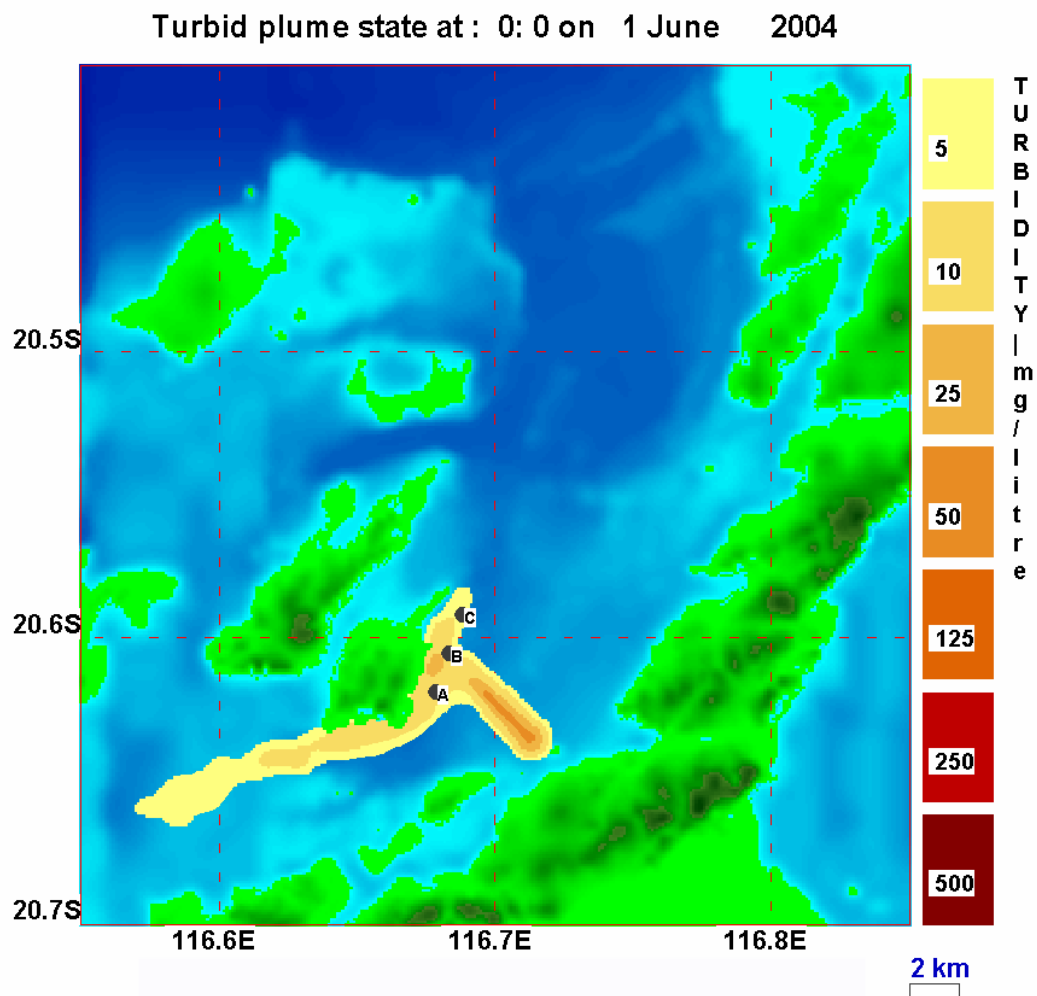 Turbid plume state at : 0: 0 on 1 June 2004
5
10
25
50
125
250
500
TURBIDITY|mg/litre
20.5S
20.6S
20.7S
C
B
A
116.6E
116.7E
116.8E
2 km